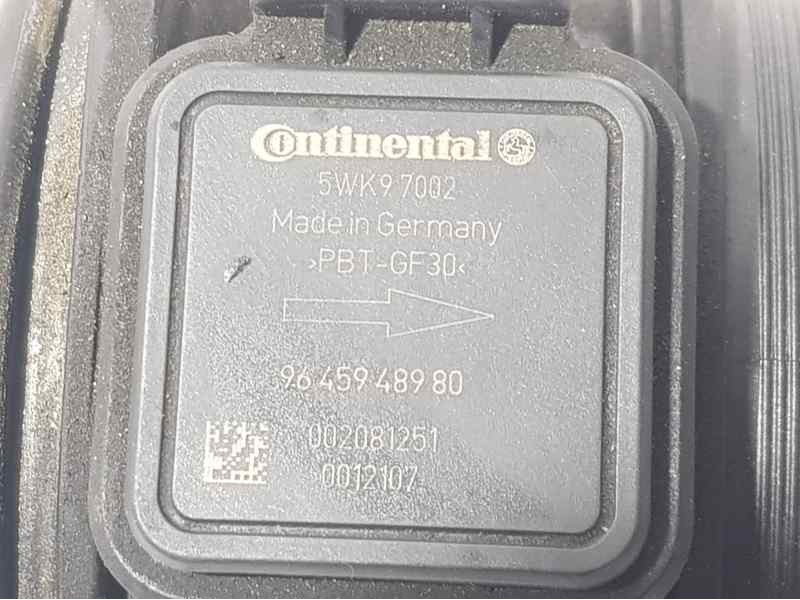 Continental
5WK9 7002
Made in Germany
>PBT-GF30<
96 459 489 80
002081251
0012107